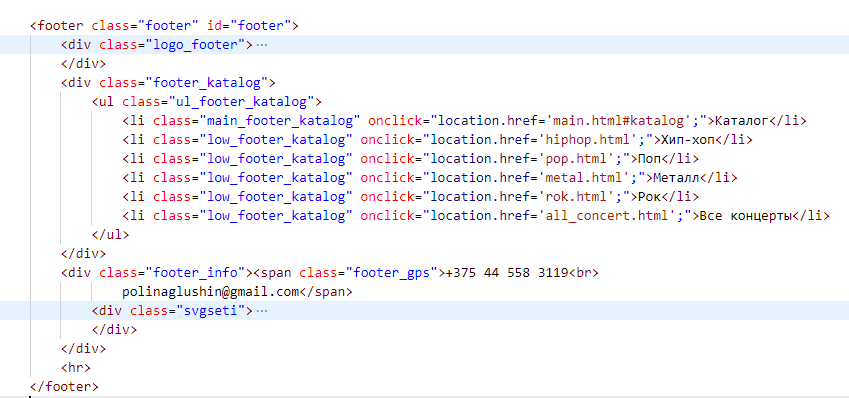 <footer class="footer" id="footer">
<div class="logo_footer">⋯
</div>
<div class="footer_katalog">
<ul class="ul_footer_katalog">
<li class="main_footer_katalog" onclick="location.href='main.html#katalog';">Каталог</li>
<li class="low_footer_katalog" onclick="location.href='hiphop.html';">Хип-хоп</li>
<li class="low_footer_katalog" onclick="location.href='pop.html';">Поп</li>
<li class="low_footer_katalog" onclick="location.href='metal.html';">Металл</li>
<li class="low_footer_katalog" onclick="location.href='rok.html';">Рок</li>
<li class="low_footer_katalog" onclick="location.href='all_concert.html';">Все концерты</li>
</ul>
</div>
<div class="footer_info"><span class="footer_gps">+375 44 558 3119<br>
polinaglushin@gmail.com</span>
<div class="svgseti">⋯
</div>
</div>
<hr>
</footer>